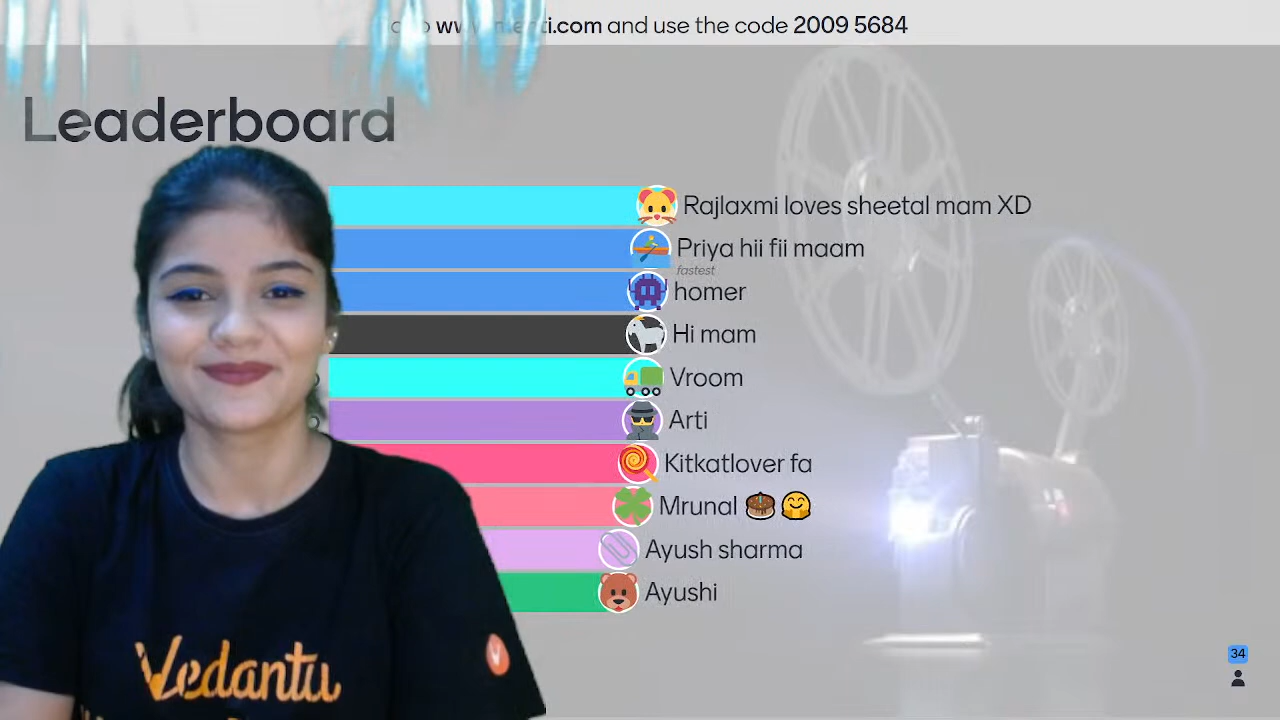 www.menti.com and use the code 2009 5684
Leaderboard
Rajlaxmi loves sheetal mam XD
Priya hii fii maam
fastest
homer
Hi mam
Vroom
Arti
Kitkatlover fa
Mrunal 🎂 🤗
Ayush sharma
Ayushi
Vedantu
34